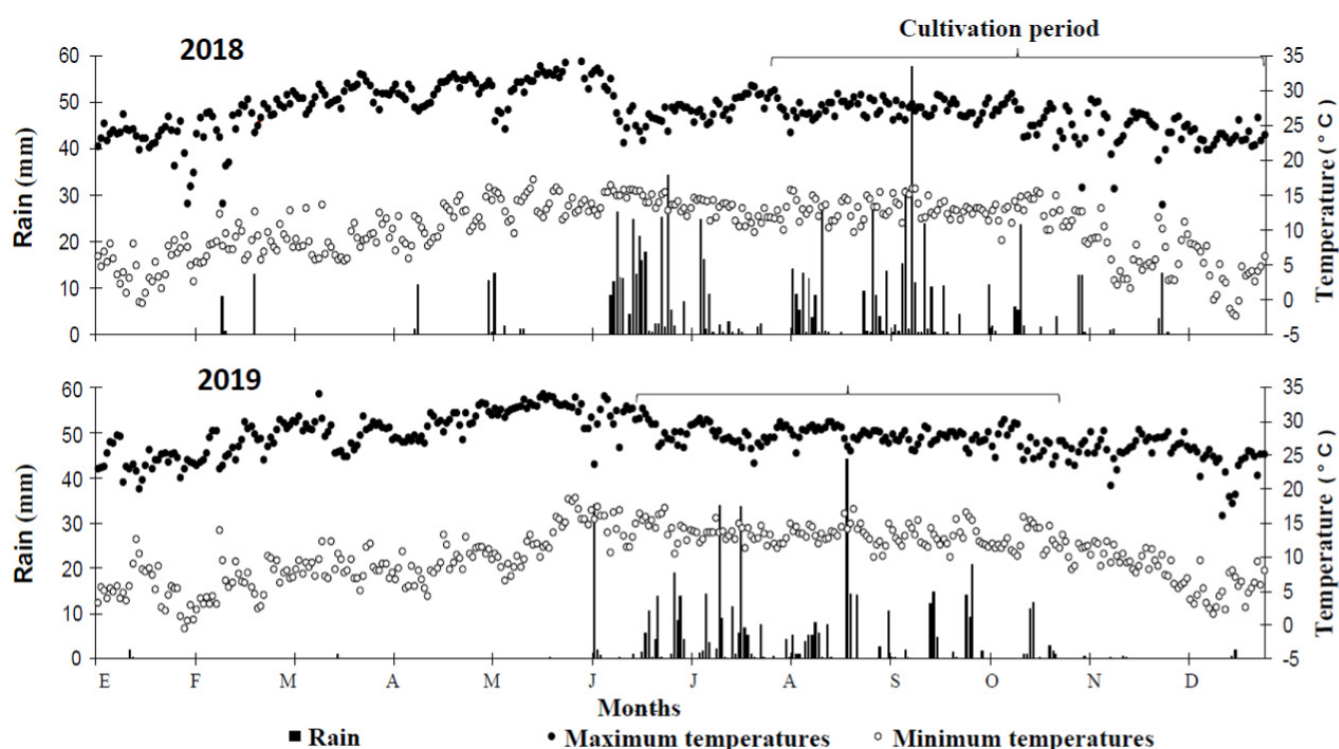 Cultivation period
2018
60 50 40 30 20 10 0
Rain (mm)
35 30 25 20 15 10 5 0 -5
Temperature ( ° C )
2019
60 50 40 30 20 10 0
Rain (mm)
35 30 25 20 15 10 5 0 -5
Temperature ( ° C )
E F M A M J J A S O N D
Months
Rain Maximum temperatures Minimum temperatures